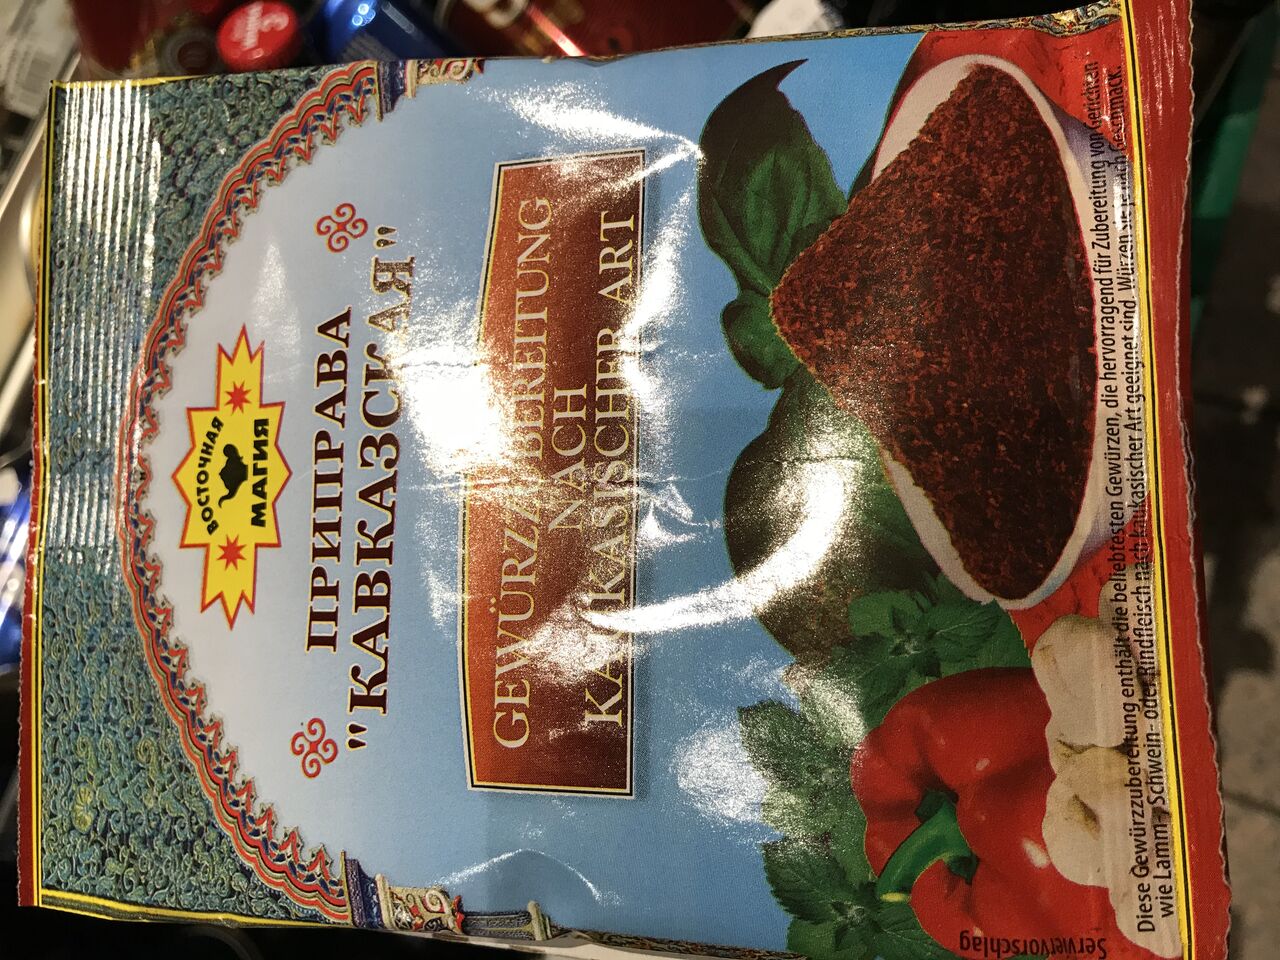 ВОСТОЧНАЯ
МАГИЯ
ПРИПРАВА
"КАВКАЗСКАЯ"
GEWÜRZZUBEREITUNG
NACH
KAUKASISCHER ART
Serviervorschlag
Diese Gewürzzubereitung enthält die beliebtesten Gewürzen, die hervorragend für Zubereitung von Gerichten
wie Lamm-, Schwein- oder Rindfleisch nach kaukasischer Art geeignet sind. Würzen sie je nach Geschmack.